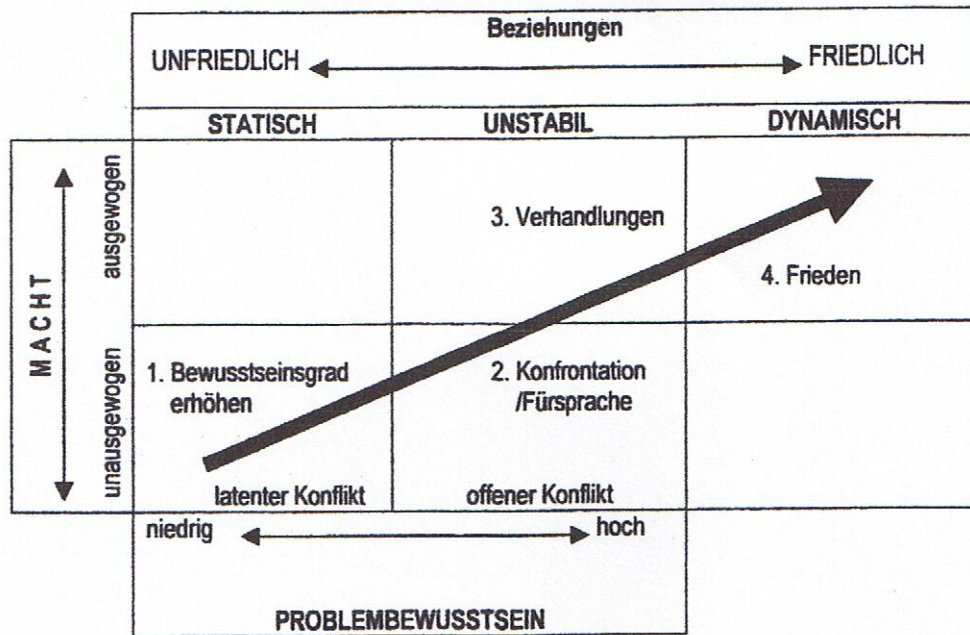 Beziehungen
UNFRIEDLICH
FRIEDLICH
STATISCH
UNSTABIL
DYNAMISCH
MACHT
ausgewogen
unausgewogen
3. Verhandlungen
4. Frieden
1. Bewusstseinsgrad
erhöhen
2. Konfrontation
/Fürsprache
latenter Konflikt
offener Konflikt
niedrig
hoch
PROBLEMBEWUSSTSEIN